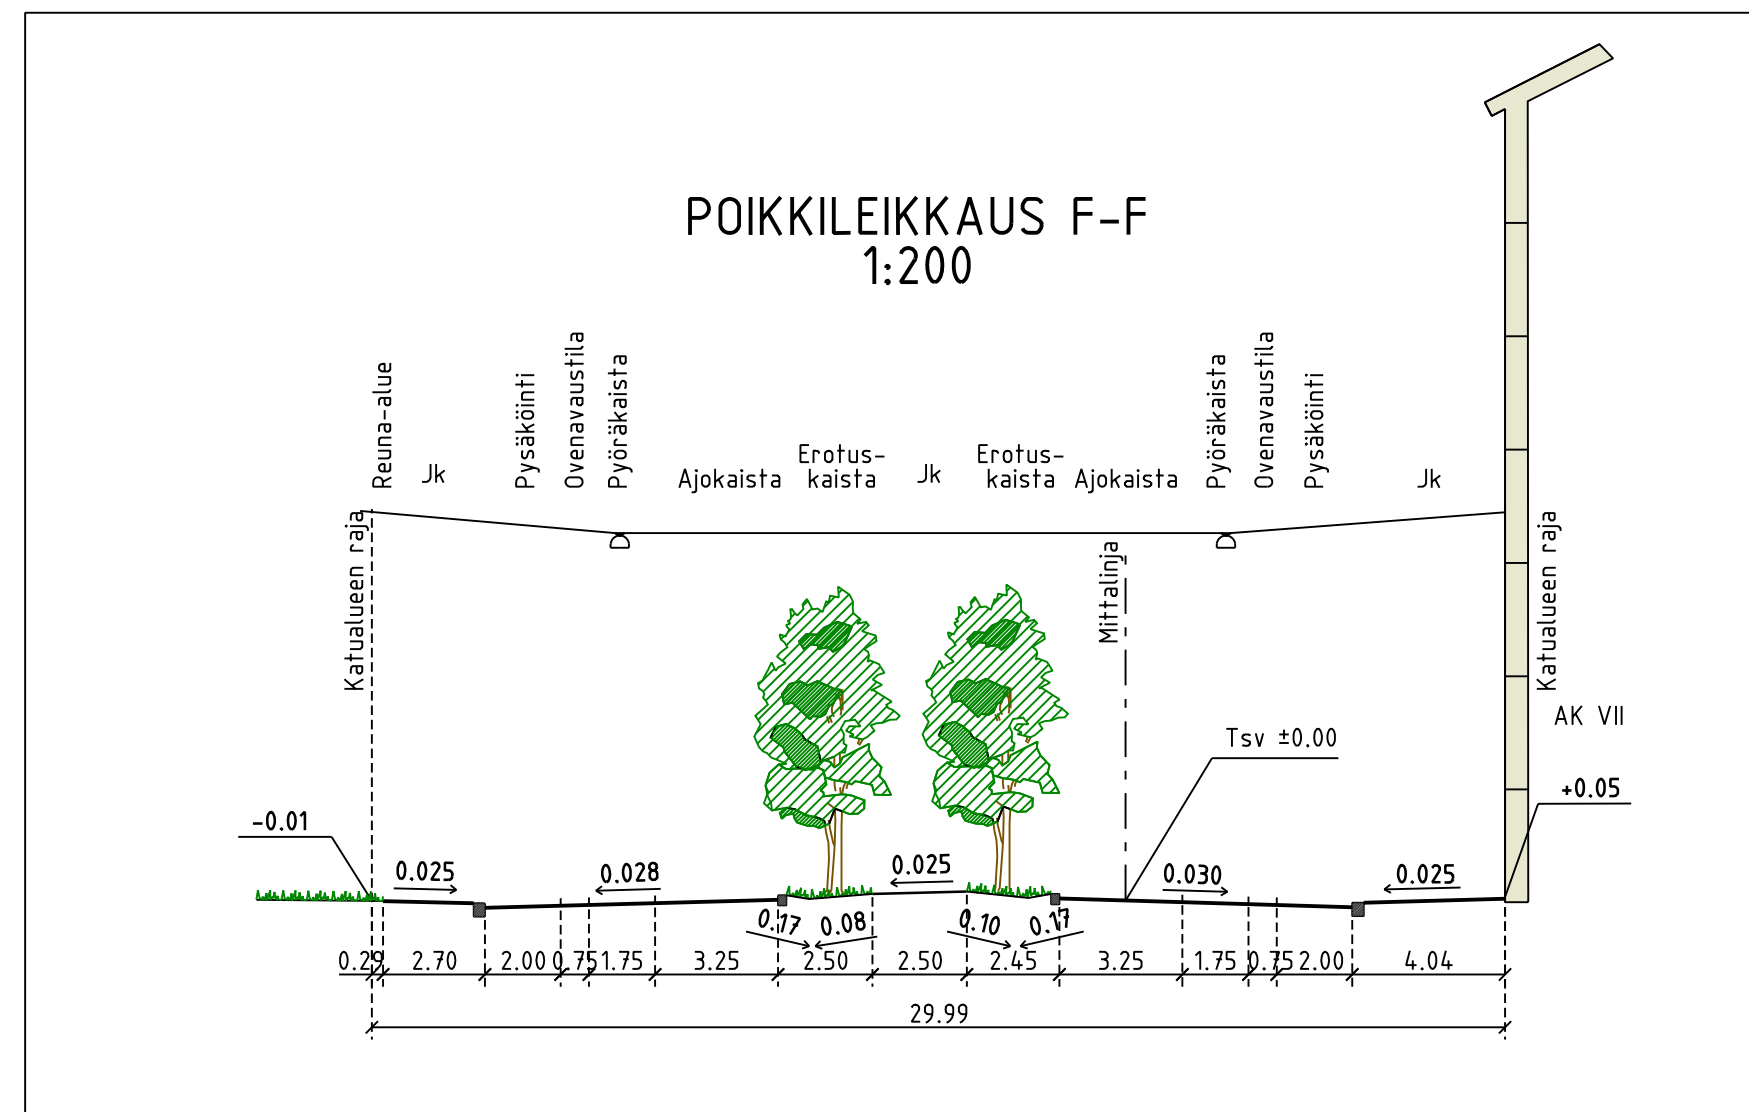 POIKKILEIKKAUS F-F
1:200
Reuna-alue
Jk
Pysäköinti
Ovenavaustila
Pyöräkaista
Ajokaista
Erotus-
kaista
Jk
Erotus-
kaista
Ajokaista
Pyöräkaista
Ovenavaustila
Pysäköinti
Jk
Katualueen raja
Mittalinja
Katualueen raja
AK VII
Tsv ±0.00
+0.05
-0.01
0.025
0.028
0.025
0.030
0.025
0.17
0.08
0.10
0.17
0.29
2.70
2.00
0.75
1.75
3.25
2.50
2.50
2.45
3.25
1.75
0.75
2.00
4.04
29.99